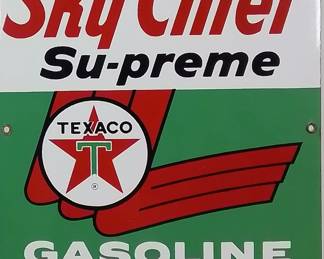 Sky Chief
Su-preme
TEXACO
T
®
GASOLINE